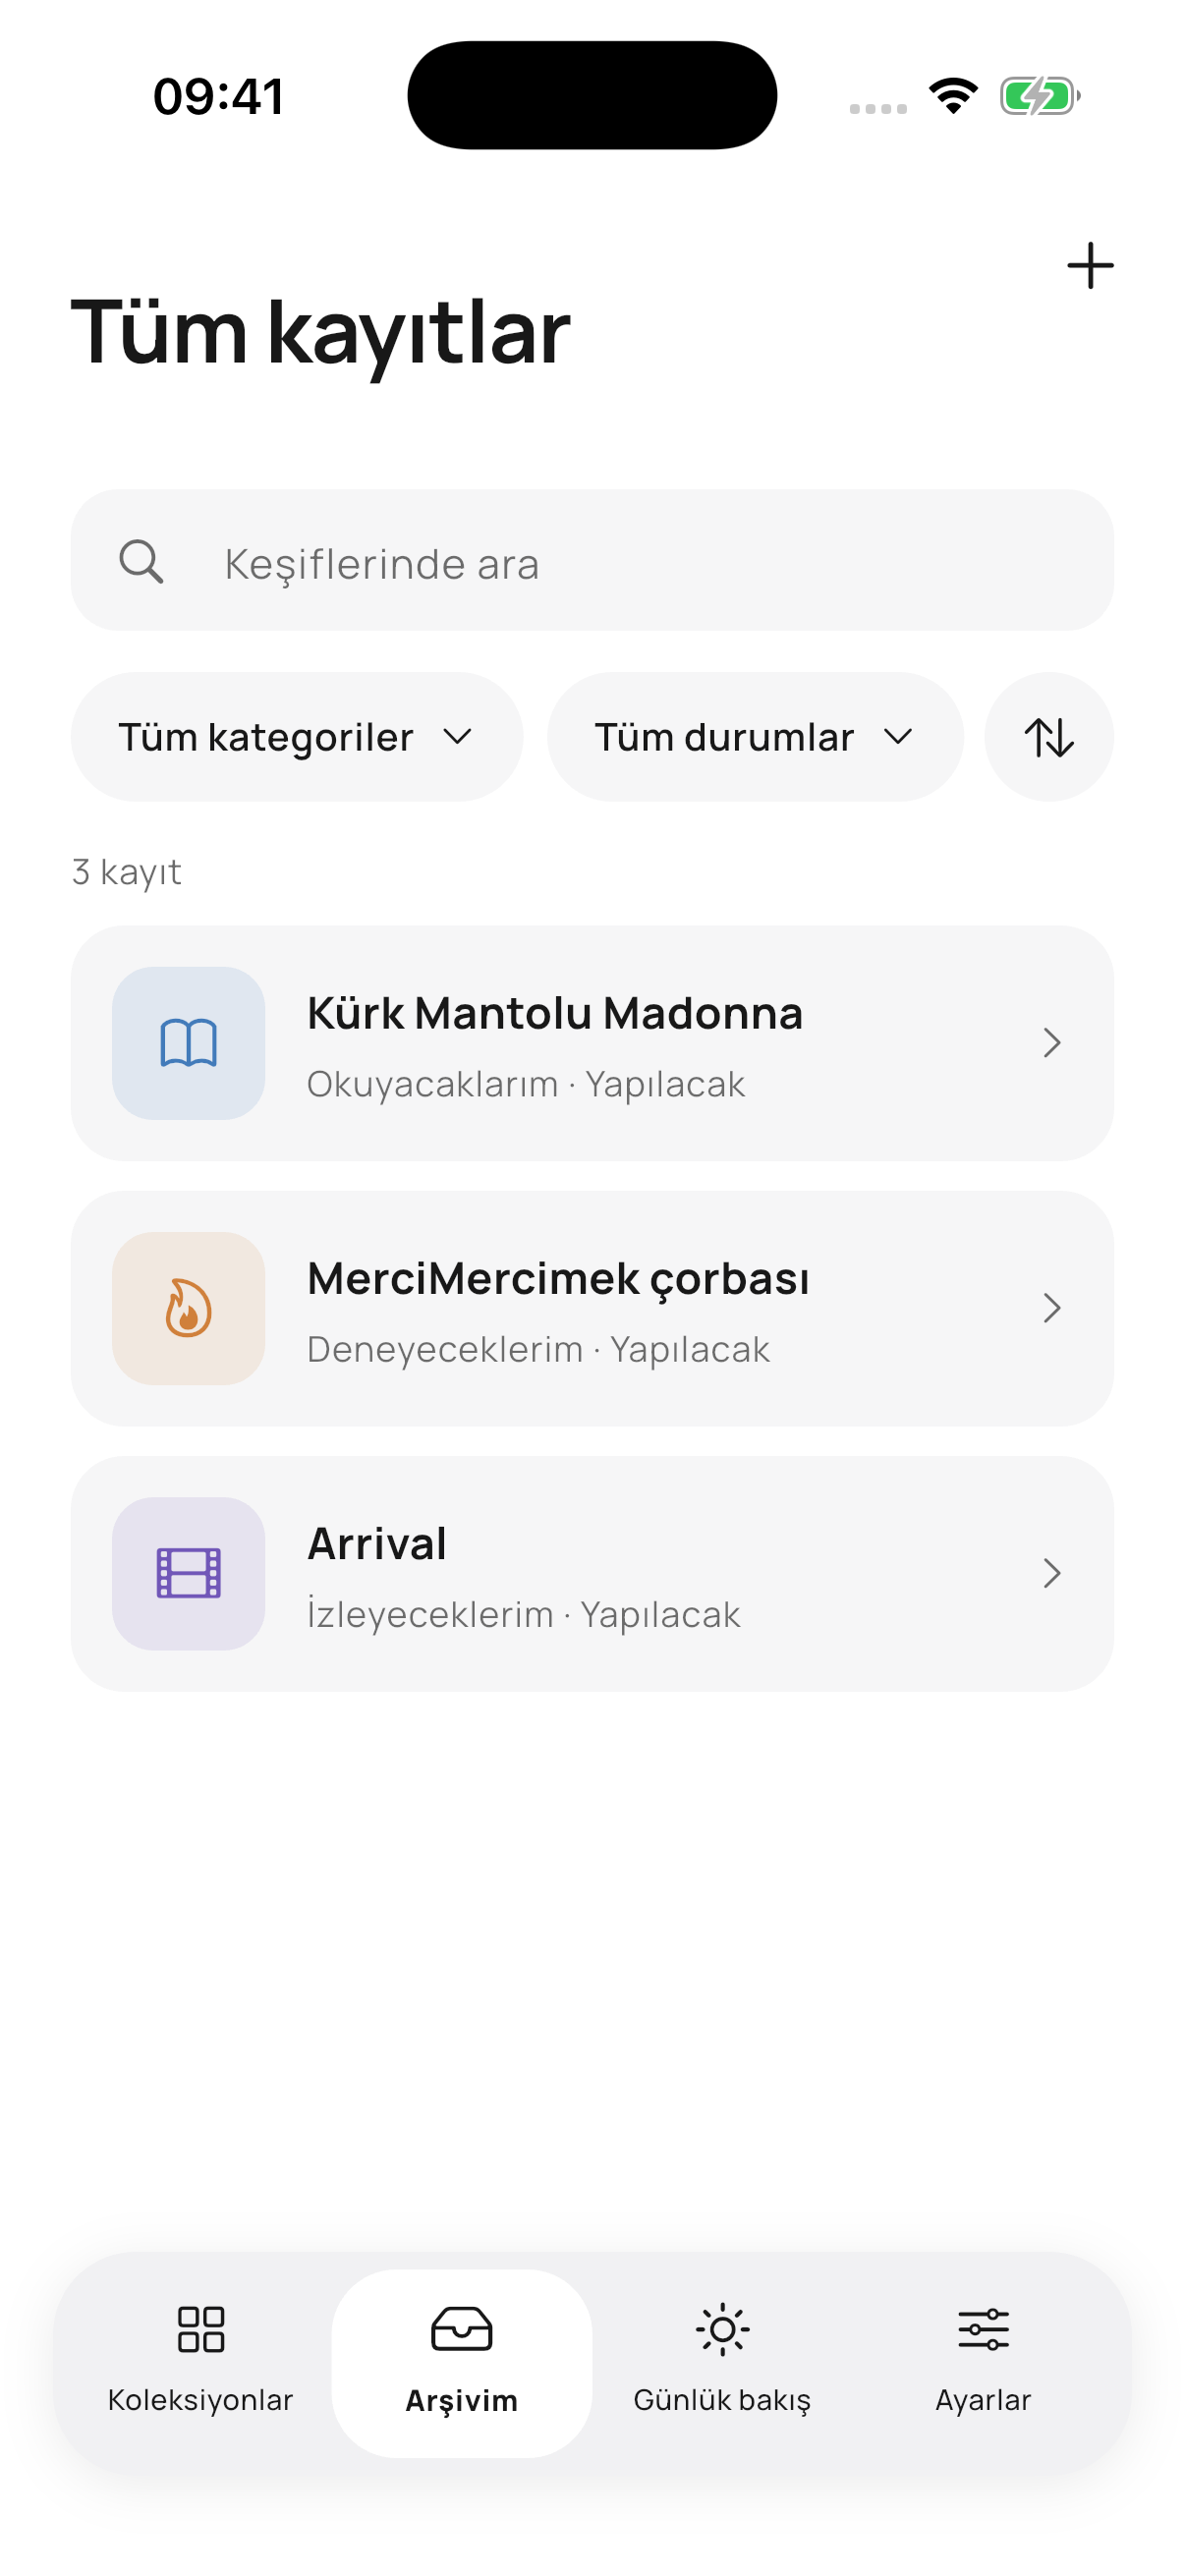 09:41
Tüm kayıtlar
Keşiflerinde ara
Tüm kategoriler
Tüm durumlar
3 kayıt
Kürk Mantolu Madonna
Okuyacaklarım · Yapılacak
MerciMercimek çorbası
Deneyeceklerim · Yapılacak
Arrival
İzleyeceklerim · Yapılacak
Koleksiyonlar
Arşivim
Günlük bakış
Ayarlar